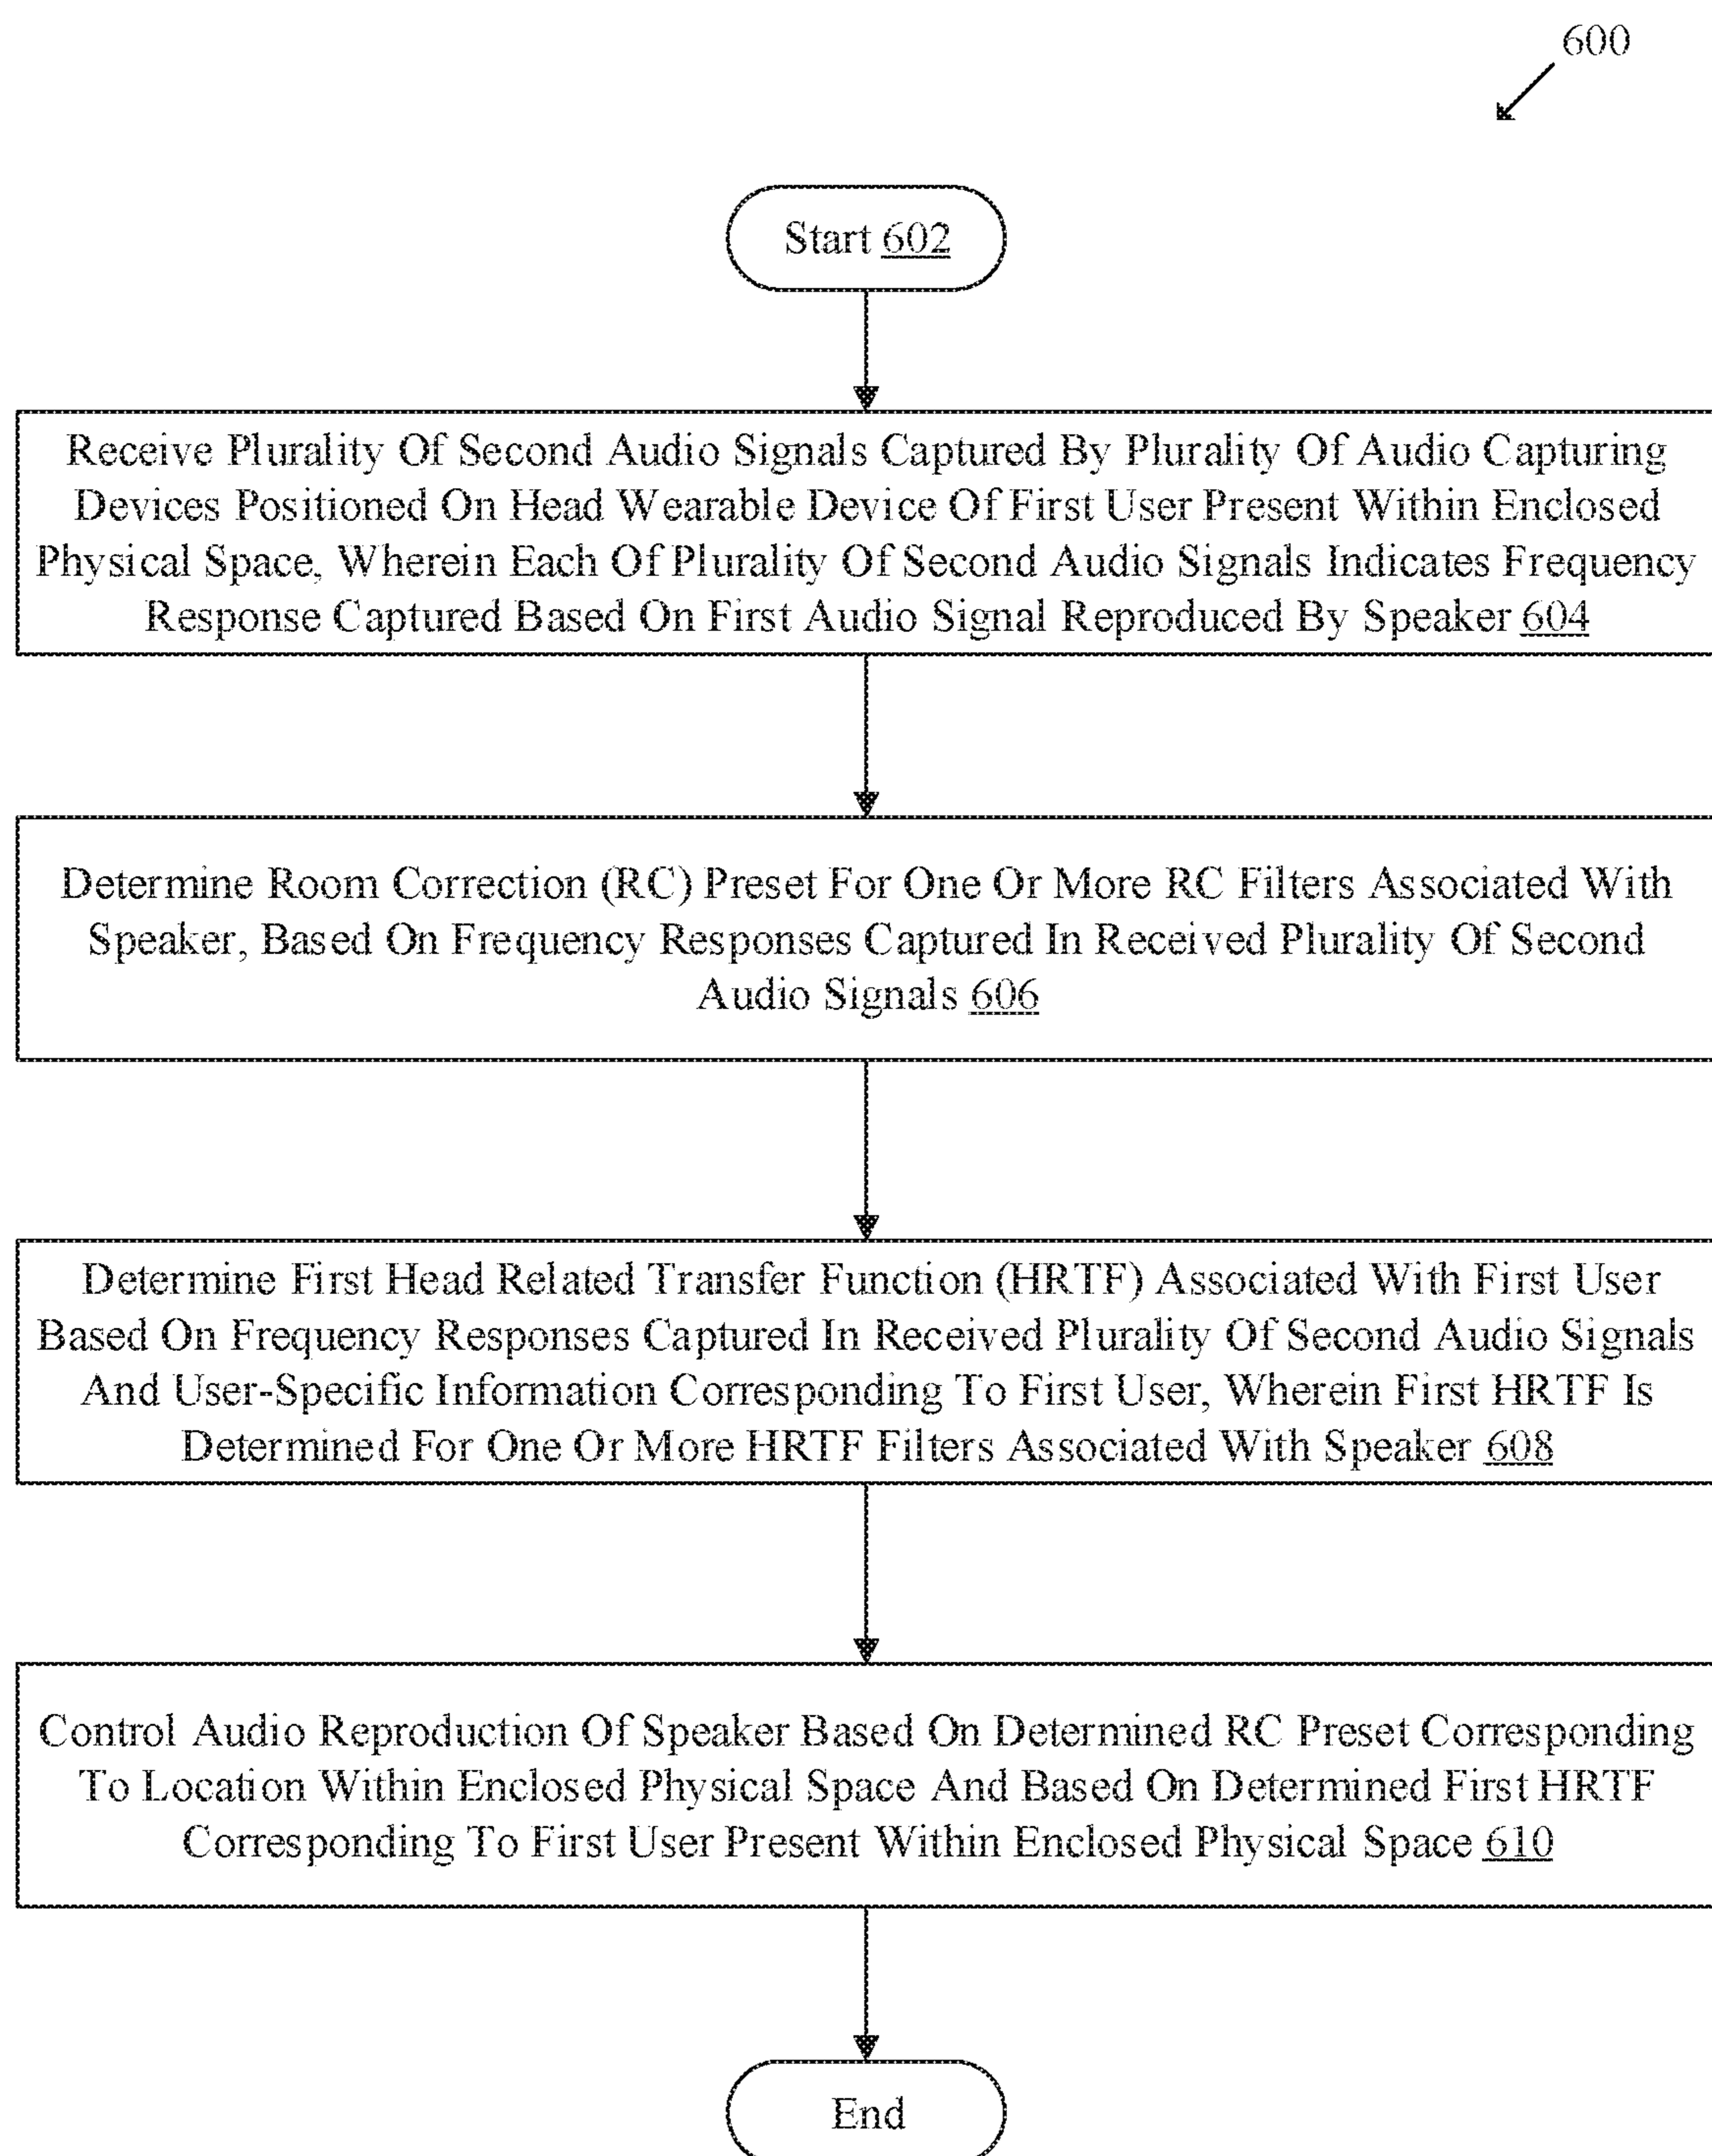 600
Start 602
Receive Plurality Of Second Audio Signals Captured By Plurality Of Audio Capturing
Devices Positioned On Head Wearable Device Of First User Present Within Enclosed
Physical Space, Wherein Each Of Plurality Of Second Audio Signals Indicates Frequency
Response Captured Based On First Audio Signal Reproduced By Speaker 604
Determine Room Correction (RC) Preset For One Or More RC Filters Associated With
Speaker, Based On Frequency Responses Captured In Received Plurality Of Second
Audio Signals 606
Determine First Head Related Transfer Function (HRTF) Associated With First User
Based On Frequency Responses Captured In Received Plurality Of Second Audio Signals
And User-Specific Information Corresponding To First User, Wherein First HRTF Is
Determined For One Or More HRTF Filters Associated With Speaker 608
Control Audio Reproduction Of Speaker Based On Determined RC Preset Corresponding
To Location Within Enclosed Physical Space And Based On Determined First HRTF
Corresponding To First User Present Within Enclosed Physical Space 610
End